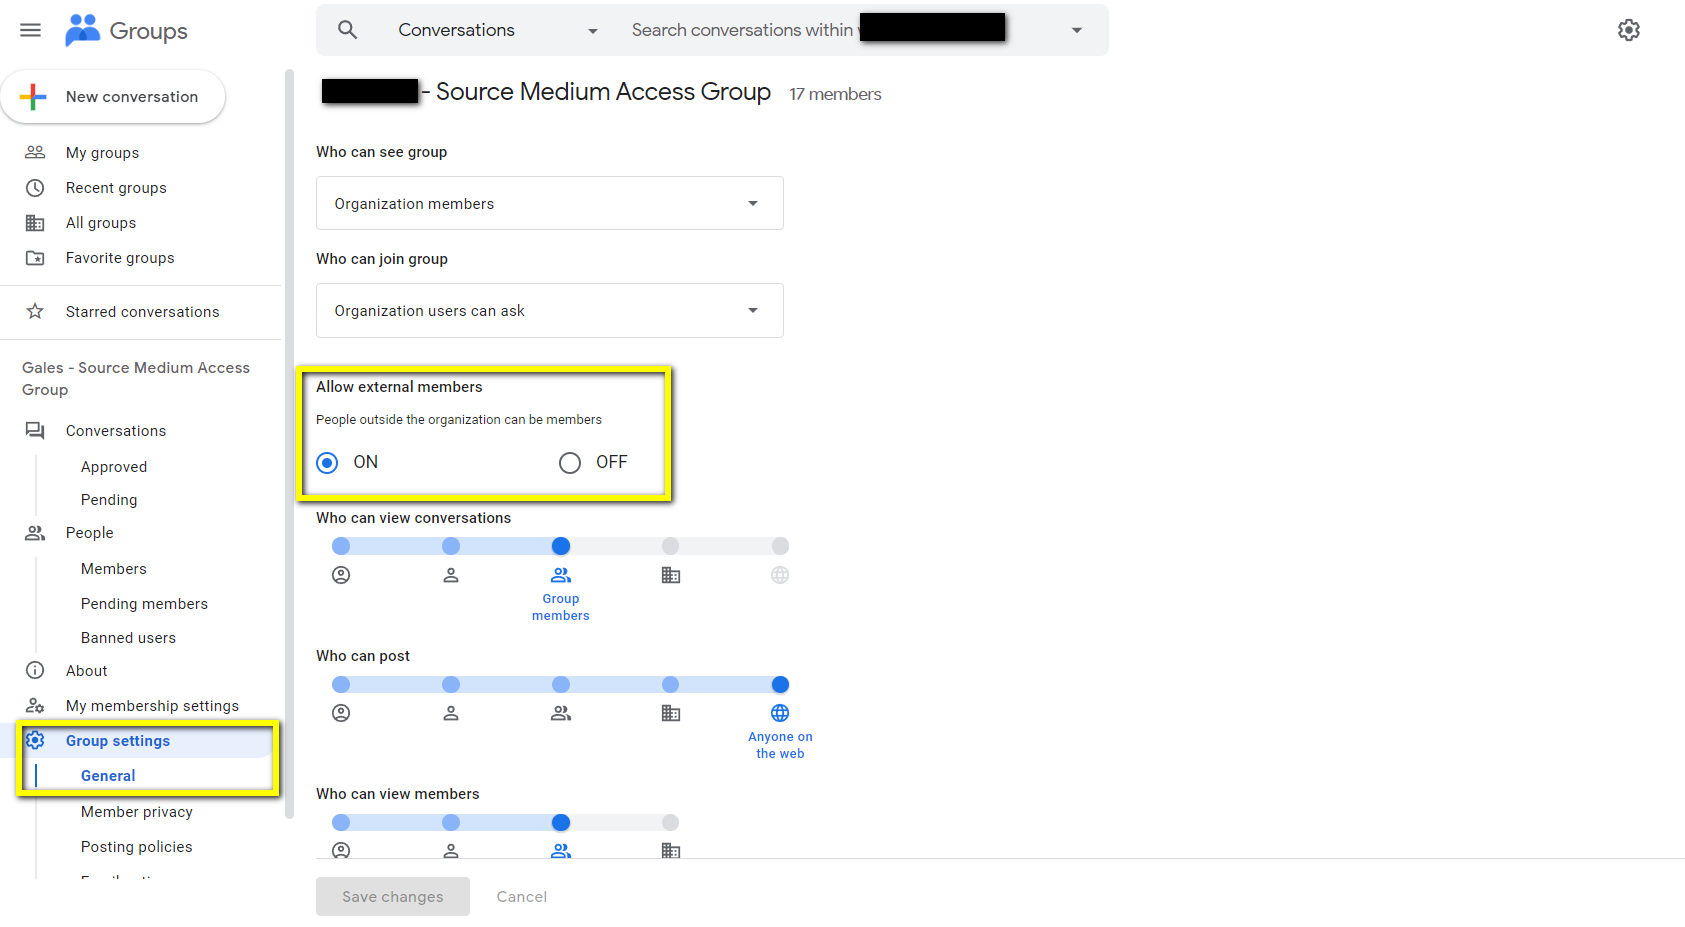 Groups
Conversations
Search conversations within
New conversation
- Source Medium Access Group 17 members
My groups
Recent groups
All groups
Favorite groups
Starred conversations
Gales - Source Medium Access
Group
Conversations
Approved
Pending
People
Members
Pending members
Banned users
About
My membership settings
Group settings
General
Member privacy
Posting policies
Who can see group
Organization members
Who can join group
Organization users can ask
Allow external members
People outside the organization can be members
ON OFF
Who can view conversations
Group
members
Who can post
Anyone on
the web
Who can view members
Save changes Cancel